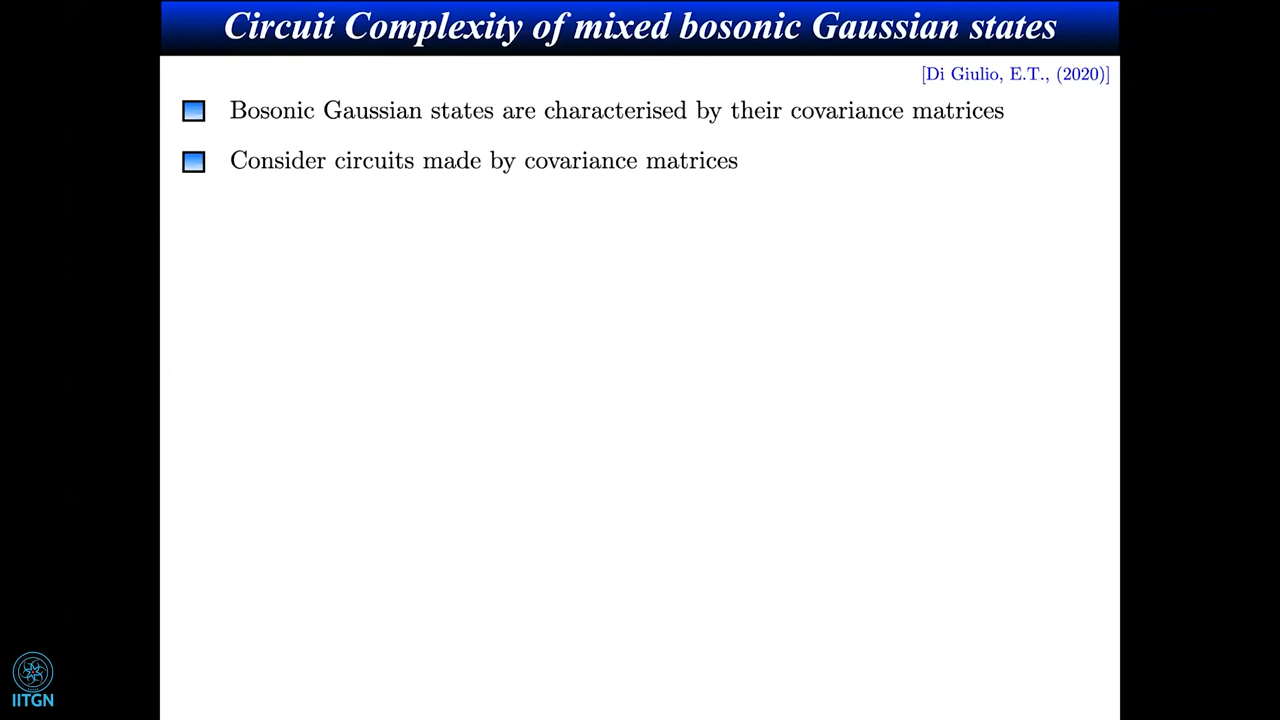 Circuit Complexity of mixed bosonic Gaussian states
[Di Giulio, E.T., (2020)]
Bosonic Gaussian states are characterised by their covariance matrices
Consider circuits made by covariance matrices
IITGN